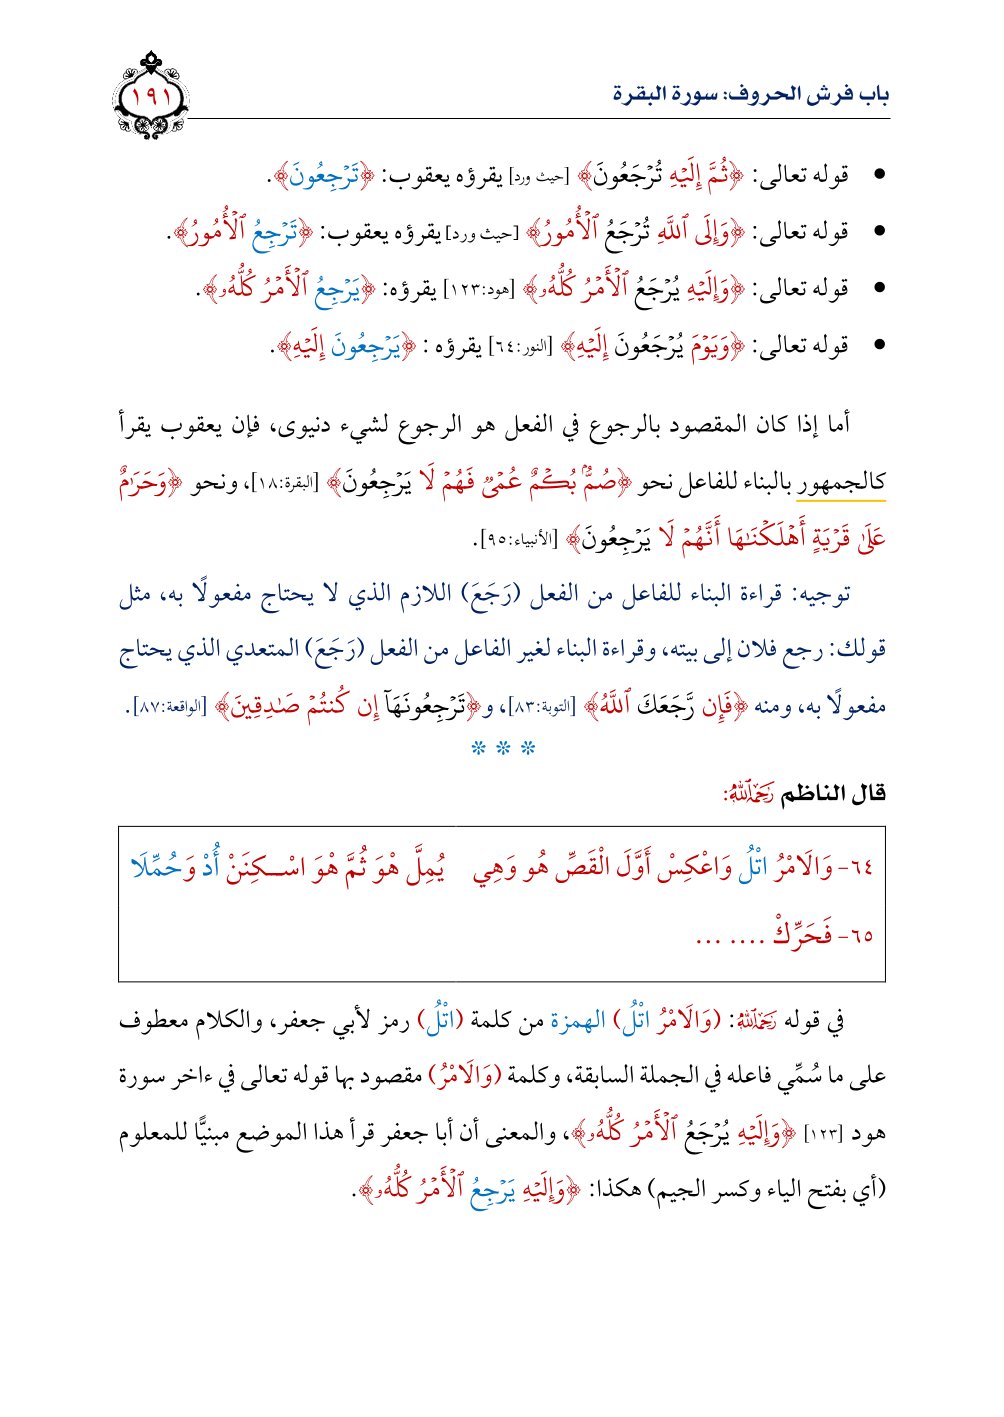 باب فرش الحروف: سورة البقرة
١٩١
• قوله تعالى: ﴿ثُمَّ إِلَيْهِ تُرْجَعُونَ﴾ [حيث ورد] يقرؤه يعقوب: ﴿تَرْجِعُونَ﴾.
• قوله تعالى: ﴿وَإِلَى ٱللَّهِ تُرْجَعُ ٱلْأُمُورُ﴾ [حيث ورد] يقرؤه يعقوب: ﴿تَرْجِعُ ٱلْأُمُورُ﴾.
• قوله تعالى: ﴿وَإِلَيْهِ يُرْجَعُ ٱلْأَمْرُ كُلُّهُۥ﴾ [هود:١٢٣] يقرؤه: ﴿يَرْجِعُ ٱلْأَمْرُ كُلُّهُۥ﴾.
• قوله تعالى: ﴿وَيَوْمَ يُرْجَعُونَ إِلَيْهِ﴾ [النور:٦٤] يقرؤه : ﴿يَرْجِعُونَ إِلَيْهِ﴾.
أما إذا كان المقصود بالرجوع في الفعل هو الرجوع لشيء دنيوى، فإن يعقوب يقرأ
كالجمهور بالبناء للفاعل نحو ﴿صُمٌّۢ بُكْمٌ عُمْىٌ فَهُمْ لَا يَرْجِعُونَ﴾ [البقرة:١٨]، ونحو ﴿وَحَرَٰمٌ
عَلَىٰ قَرْيَةٍ أَهْلَكْنَٰهَا أَنَّهُمْ لَا يَرْجِعُونَ﴾ [الأنبياء:٩٥].
توجيه: قراءة البناء للفاعل من الفعل (رَجَعَ) اللازم الذي لا يحتاج مفعولًا به، مثل
قولك: رجع فلان إلى بيته، وقراءة البناء لغير الفاعل من الفعل (رَجَعَ) المتعدي الذي يحتاج
مفعولًا به، ومنه ﴿فَإِن رَّجَعَكَ ٱللَّهُ﴾ [التوبة:٨٣]، و﴿تَرْجِعُونَهَآ إِن كُنتُمْ صَٰدِقِينَ﴾ [الواقعة:٨٧].
* * *
قال الناظم رَحِمَهُ اللَّهُ:
٦٤- وَالَامْرُ اتْلُ وَاعْكِسْ أَوَّلَ الْقَصِّ هُو وَهِي يُمِلَّ هْوَ ثُمَّ هْوَ اسْـكِنَنْ أُدْ وَحُمِّلَا
٦٥- فَحَرِّكْ .... ...
في قوله رَحِمَهُ اللَّهُ: (وَالَامْرُ اتْلُ) الهمزة من كلمة (اتْلُ) رمز لأبي جعفر، والكلام معطوف
على ما سُمِّي فاعله في الجملة السابقة، وكلمة (وَالَامْرُ) مقصود بها قوله تعالى في ءاخر سورة
هود [١٢٣] ﴿وَإِلَيْهِ يُرْجَعُ ٱلْأَمْرُ كُلُّهُۥ﴾، والمعنى أن أبا جعفر قرأ هذا الموضع مبنيًّا للمعلوم
(أي بفتح الياء وكسر الجيم) هكذا: ﴿وَإِلَيْهِ يَرْجِعُ ٱلْأَمْرُ كُلُّهُۥ﴾.